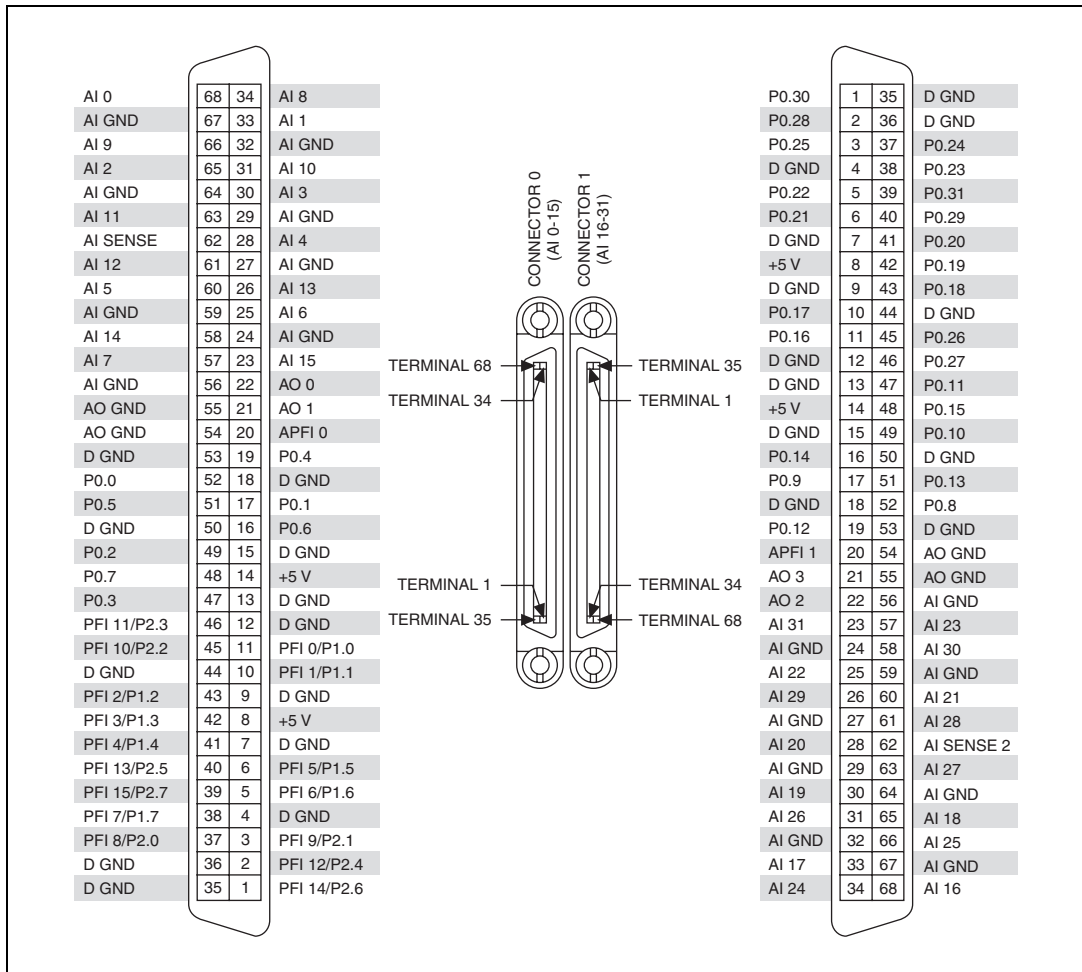 AI 0 68 34 AI 8
AI GND 67 33 AI 1
AI 9 66 32 AI GND
AI 2 65 31 AI 10
AI GND 64 30 AI 3
AI 11 63 29 AI GND
AI SENSE 62 28 AI 4
AI 12 61 27 AI GND
AI 5 60 26 AI 13
AI GND 59 25 AI 6
AI 14 58 24 AI GND
AI 7 57 23 AI 15
AI GND 56 22 AO 0
AO GND 55 21 AO 1
AO GND 54 20 APFI 0
D GND 53 19 P0.4
P0.0 52 18 D GND
P0.5 51 17 P0.1
D GND 50 16 P0.6
P0.2 49 15 D GND
P0.7 48 14 +5 V
P0.3 47 13 D GND
PFI 11/P2.3 46 12 D GND
PFI 10/P2.2 45 11 PFI 0/P1.0
D GND 44 10 PFI 1/P1.1
PFI 2/P1.2 43 9 D GND
PFI 3/P1.3 42 8 +5 V
PFI 4/P1.4 41 7 D GND
PFI 13/P2.5 40 6 PFI 5/P1.5
PFI 15/P2.7 39 5 PFI 6/P1.6
PFI 7/P1.7 38 4 D GND
PFI 8/P2.0 37 3 PFI 9/P2.1
D GND 36 2 PFI 12/P2.4
D GND 35 1 PFI 14/P2.6
CONNECTOR 0
(AI 0-15)
CONNECTOR 1
(AI 16-31)
TERMINAL 68
TERMINAL 34
TERMINAL 35
TERMINAL 1
TERMINAL 1
TERMINAL 35
TERMINAL 34
TERMINAL 68
P0.30 1 35 D GND
P0.28 2 36 D GND
P0.25 3 37 P0.24
D GND 4 38 P0.23
P0.22 5 39 P0.31
P0.21 6 40 P0.29
D GND 7 41 P0.20
+5 V 8 42 P0.19
D GND 9 43 P0.18
P0.17 10 44 D GND
P0.16 11 45 P0.26
D GND 12 46 P0.27
D GND 13 47 P0.11
+5 V 14 48 P0.15
D GND 15 49 P0.10
P0.14 16 50 D GND
P0.9 17 51 P0.13
D GND 18 52 P0.8
P0.12 19 53 D GND
APFI 1 20 54 AO GND
AO 3 21 55 AO GND
AO 2 22 56 AI GND
AI 31 23 57 AI 23
AI GND 24 58 AI 30
AI 22 25 59 AI GND
AI 29 26 60 AI 21
AI GND 27 61 AI 28
AI 20 28 62 AI SENSE 2
AI GND 29 63 AI 27
AI 19 30 64 AI GND
AI 26 31 65 AI 18
AI GND 32 66 AI 25
AI 17 33 67 AI GND
AI 24 34 68 AI 16